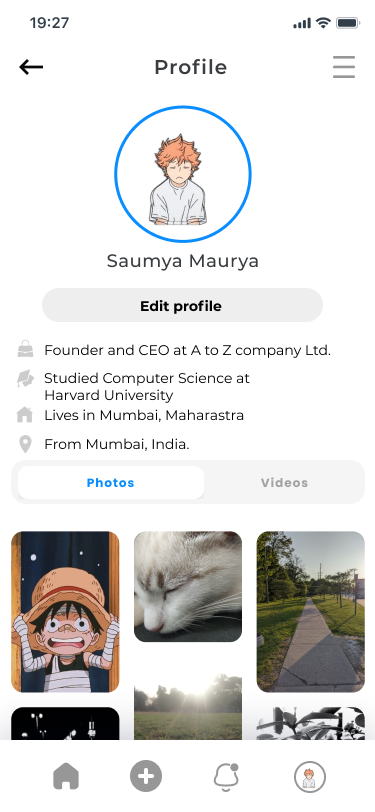 19:27
Profile
Saumya Maurya
Edit profile
Founder and CEO at A to Z company Ltd.
Studied Computer Science at
Harvard University
Lives in Mumbai, Maharastra
From Mumbai, India.
Photos
Videos